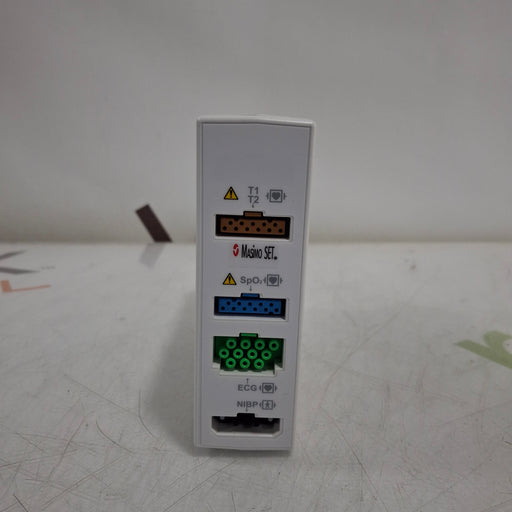 T1
T2
Masimo SET
SpO₂
ECG
NIBP